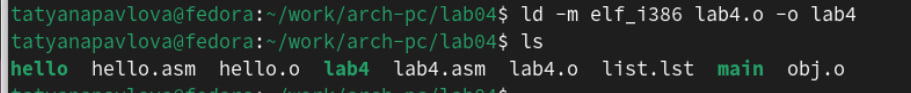 tatyanapavlova@fedora:~/work/arch-pc/lab04$ ld -m elf_i386 lab4.o -o lab4
tatyanapavlova@fedora:~/work/arch-pc/lab04$ ls
hello hello.asm hello.o lab4 lab4.asm lab4.o list.lst main obj.o